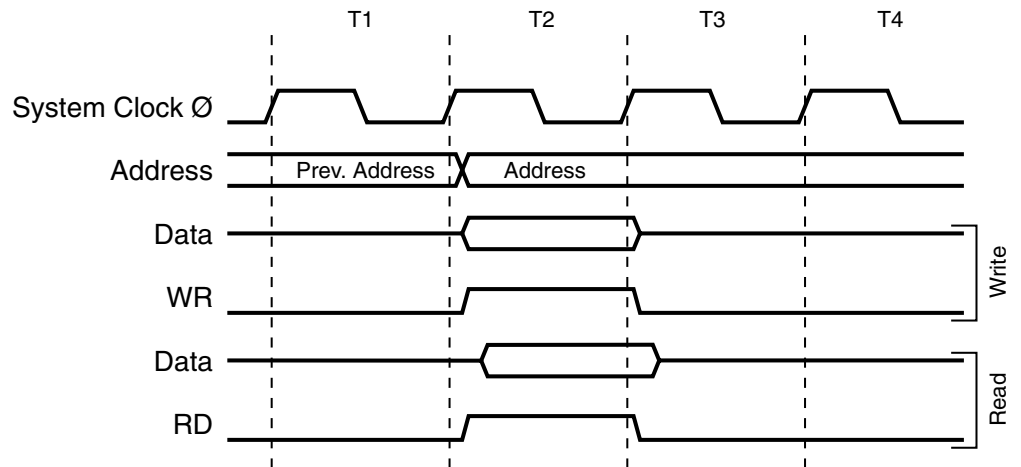 T1 T2 T3 T4
System Clock Ø
Address Prev. Address Address
Data
WR
Write
Data
RD
Read